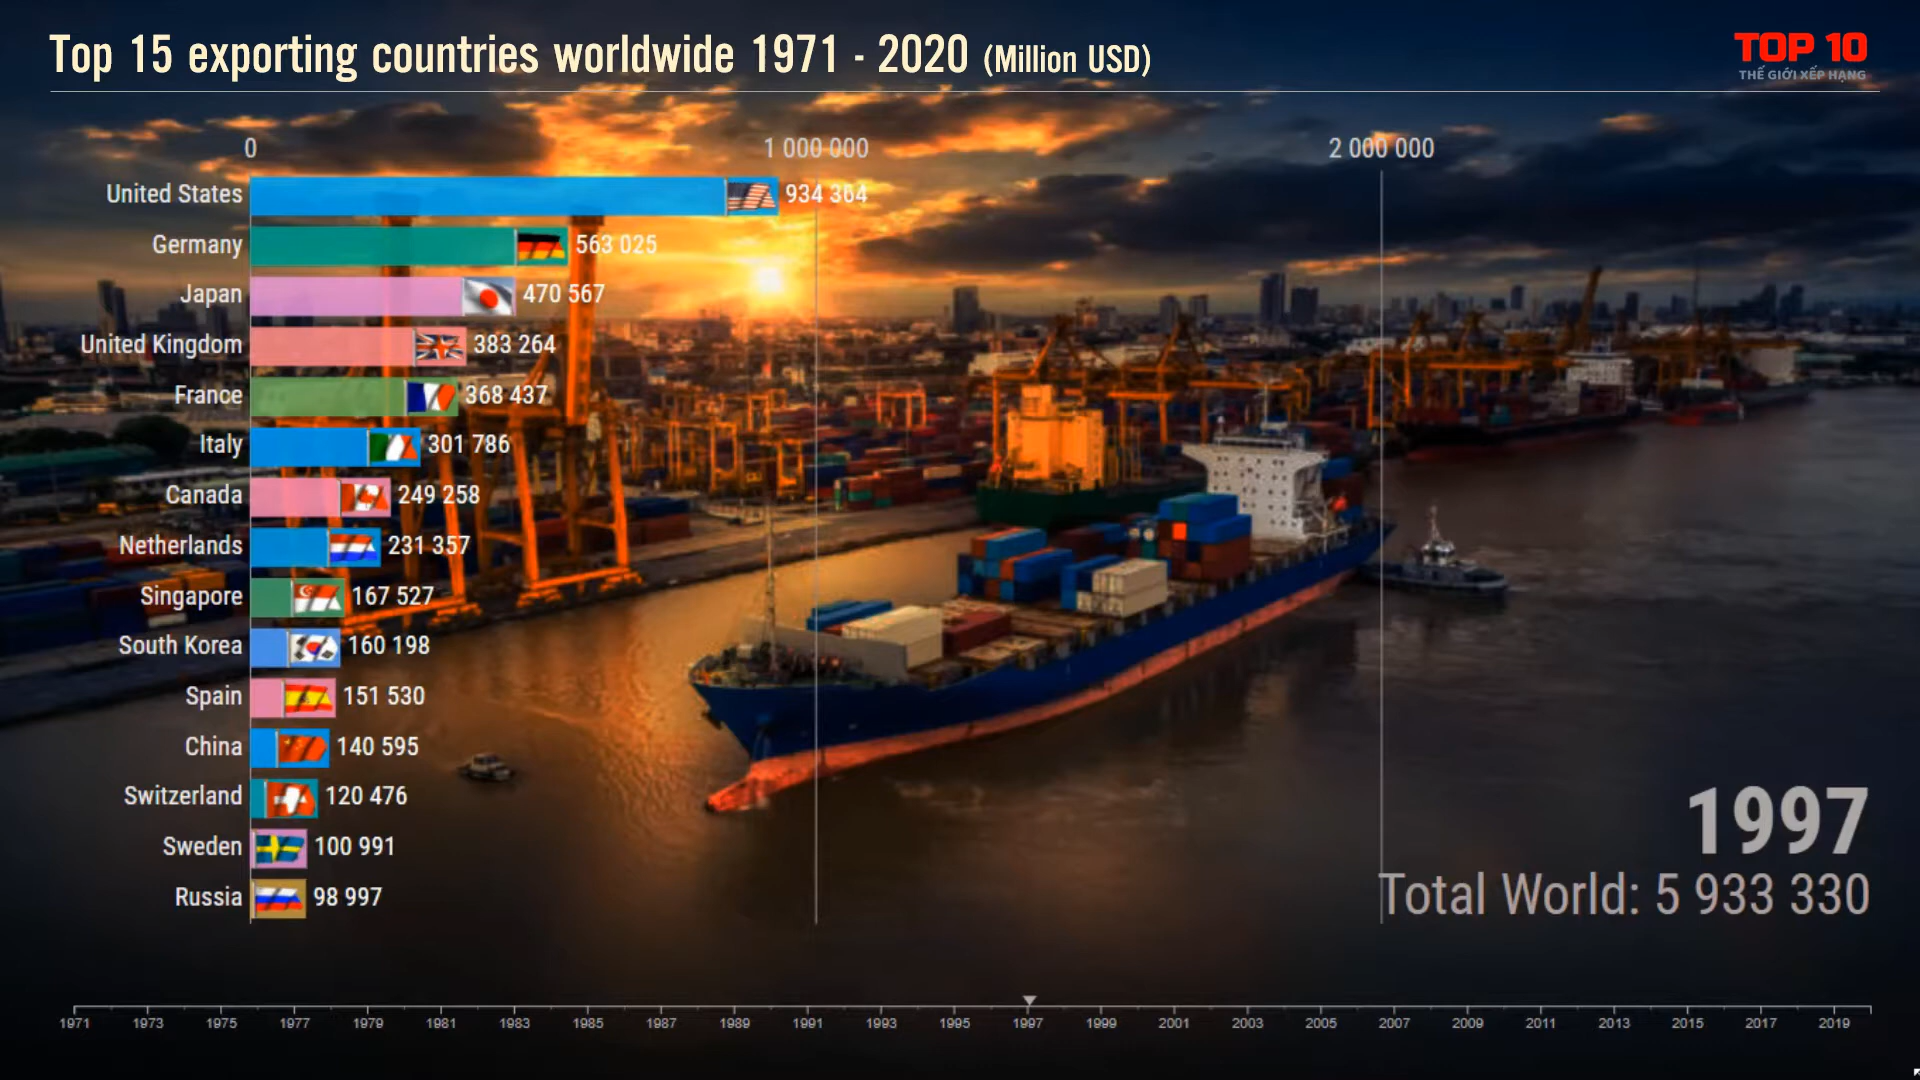 Top 15 exporting countries worldwide 1971 - 2020 (Million USD)
TOP 10
THẾ GIỚI XẾP HẠNG
0 1 000 000 2 000 000
United States 934 364
Germany 563 025
Japan 470 567
United Kingdom 383 264
France 368 437
Italy 301 786
Canada 249 258
Netherlands 231 357
Singapore 167 527
South Korea 160 198
Spain 151 530
China 140 595
Switzerland 120 476
Sweden 100 991
Russia 98 997
1997
Total World: 5 933 330
1971 1973 1975 1977 1979 1981 1983 1985 1987 1989 1991 1993 1995 1997 1999 2001 2003 2005 2007 2009 2011 2013 2015 2017 2019